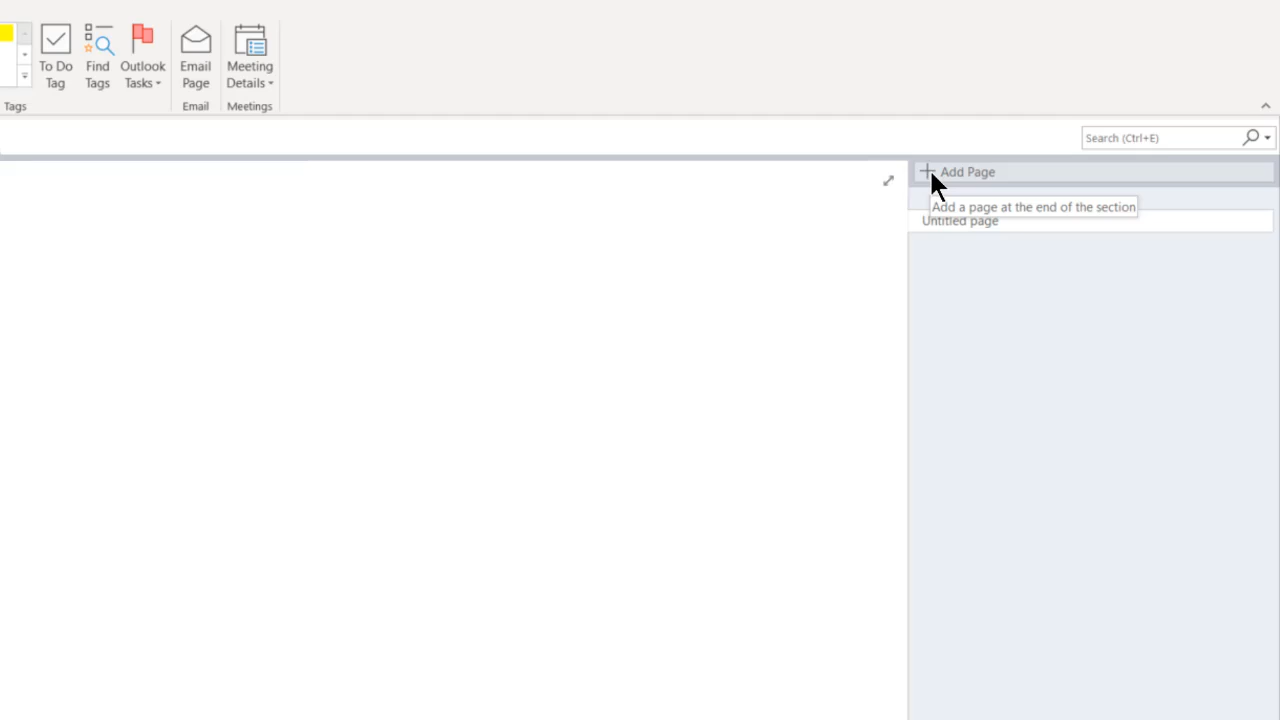 To Do Tag
Find Tags
Outlook Tasks
Email Page
Meeting Details
Tags
Email
Meetings
Search (Ctrl+E)
Add Page
Add a page at the end of the section
Untitled page